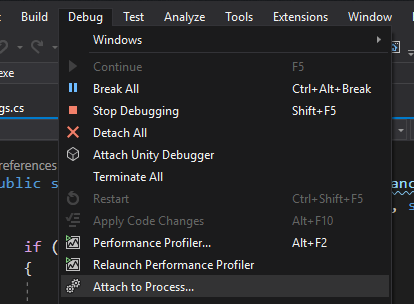 Build Debug Test Analyze Tools Extensions Window
Windows
.exe
Continue F5
Break All Ctrl+Alt+Break
gs.cs
Stop Debugging Shift+F5
Detach All
Attach Unity Debugger
references
Terminate All
public s
Restart Ctrl+Shift+F5
Apply Code Changes Alt+F10
if (
Performance Profiler... Alt+F2
{
Relaunch Performance Profiler
Attach to Process...